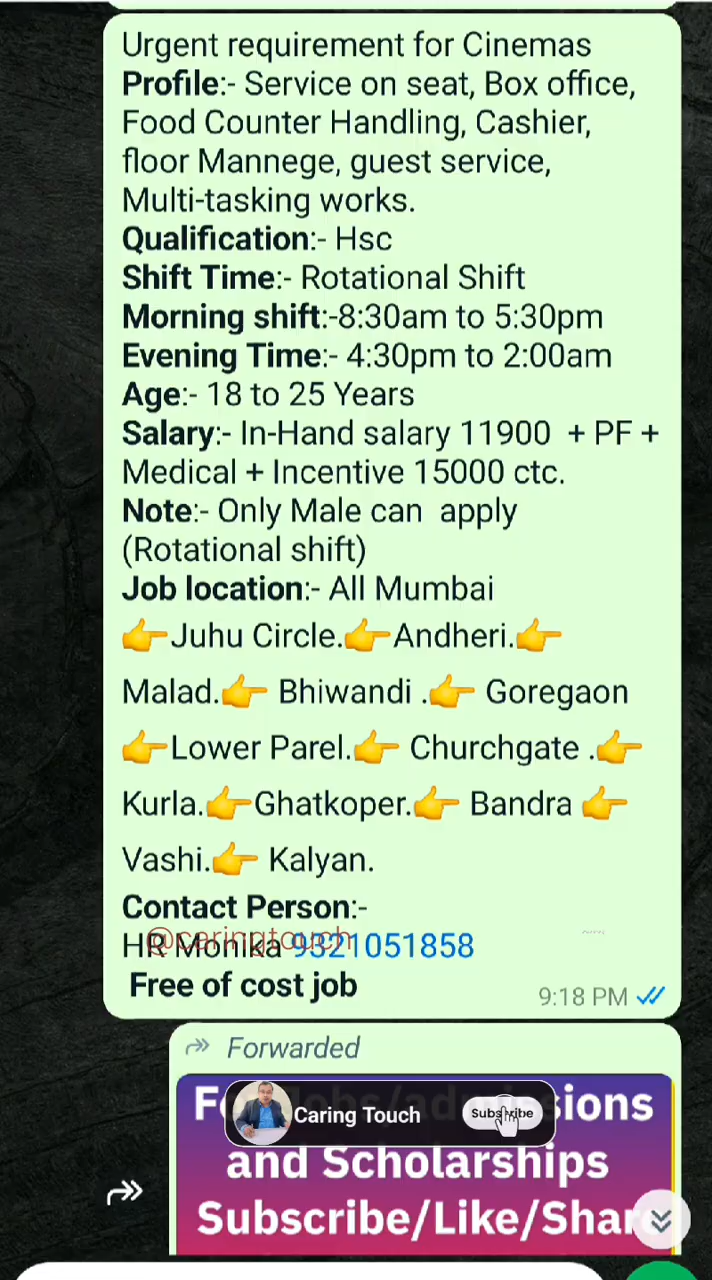 Urgent requirement for Cinemas
Profile:- Service on seat, Box office,
Food Counter Handling, Cashier,
floor Mannege, guest service,
Multi-tasking works.
Qualification:- Hsc
Shift Time:- Rotational Shift
Morning shift:-8:30am to 5:30pm
Evening Time:- 4:30pm to 2:00am
Age:- 18 to 25 Years
Salary:- In-Hand salary 11900 + PF +
Medical + Incentive 15000 ctc.
Note:- Only Male can apply
(Rotational shift)
Job location:- All Mumbai
👉Juhu Circle.👉Andheri.👉
Malad.👉 Bhiwandi .👉 Goregaon
👉Lower Parel.👉 Churchgate .👉
Kurla.👉Ghatkoper.👉 Bandra 👉
Vashi.👉 Kalyan.
Contact Person:-
HR Monika 9321051858
@caringtouch
Free of cost job
9:18 PM
Forwarded
Caring Touch
Subscribe
and Scholarships
Subscribe/Like/Share